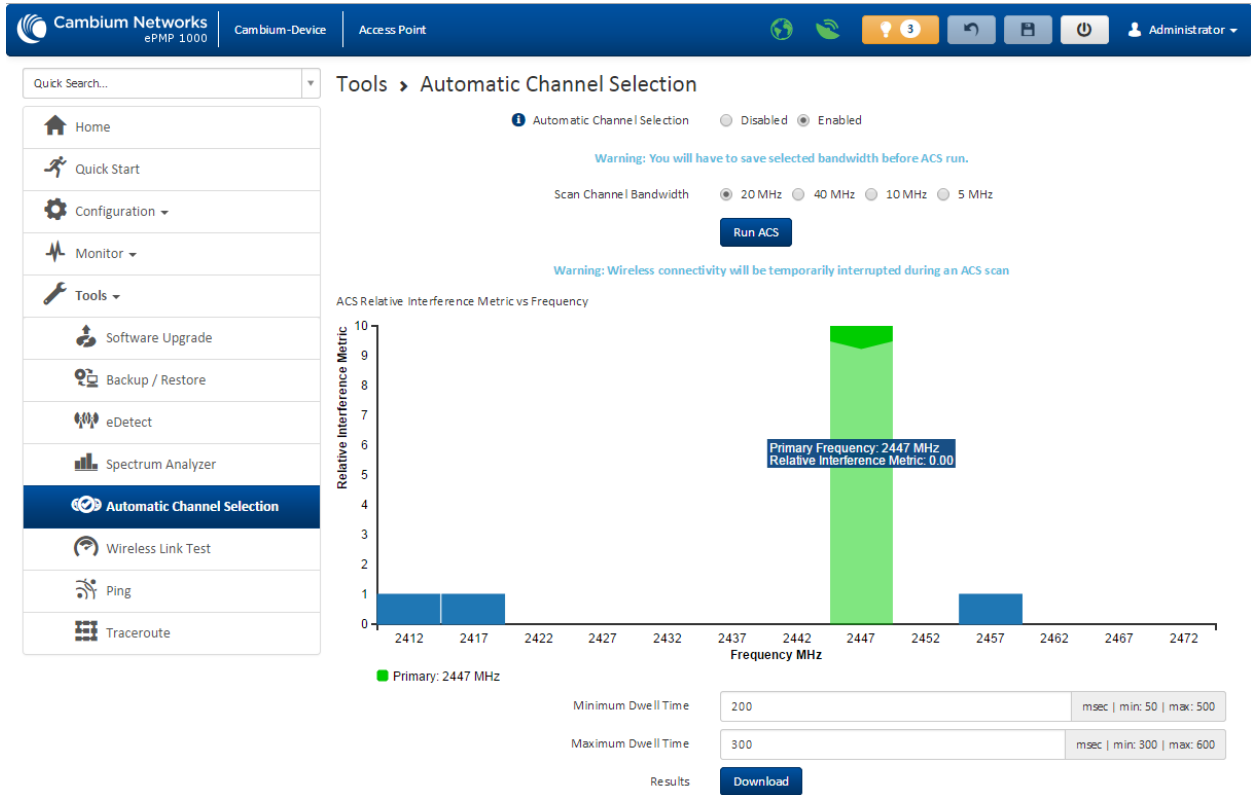 Cambium Networks
ePMP 1000
Cambium-Device
Access Point
3
Administrator
Quick Search...
Home
Quick Start
Configuration
Monitor
Tools
Software Upgrade
Backup / Restore
eDetect
Spectrum Analyzer
Automatic Channel Selection
Wireless Link Test
Ping
Traceroute
Tools > Automatic Channel Selection
Automatic Channel Selection Disabled Enabled
Warning: You will have to save selected bandwidth before ACS run.
Scan Channel Bandwidth 20 MHz 40 MHz 10 MHz 5 MHz
Run ACS
Warning: Wireless connectivity will be temporarily interrupted during an ACS scan
ACS Relative Interference Metric vs Frequency
Relative Interference Metric
10
9
8
7
6
5
4
3
2
1
0
Primary Frequency: 2447 MHz
Relative Interference Metric: 0.00
2412 2417 2422 2427 2432 2437 2442 2447 2452 2457 2462 2467 2472
Frequency MHz
Primary: 2447 MHz
Minimum Dwell Time 200 msec | min: 50 | max: 500
Maximum Dwell Time 300 msec | min: 300 | max: 600
Results Download